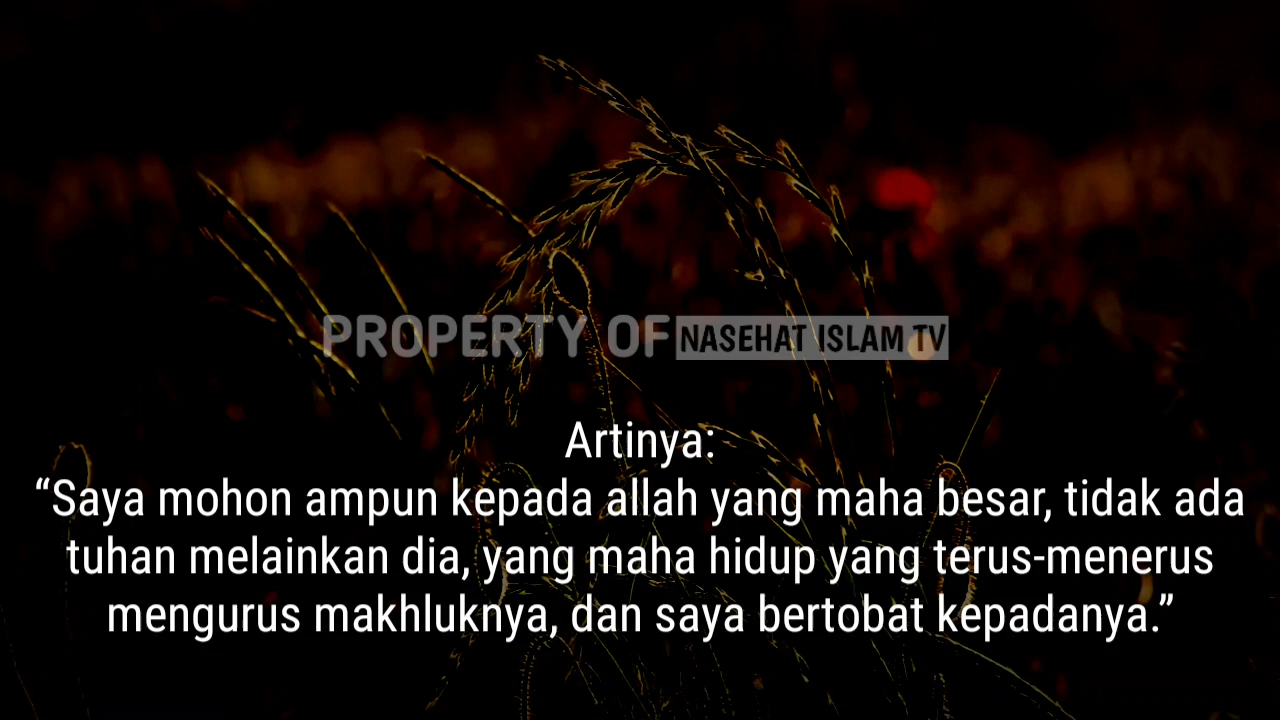 PROPERTY OF NASEHAT ISLAM TV
Artinya:
“Saya mohon ampun kepada allah yang maha besar, tidak ada
tuhan melainkan dia, yang maha hidup yang terus-menerus
mengurus makhluknya, dan saya bertobat kepadanya.”